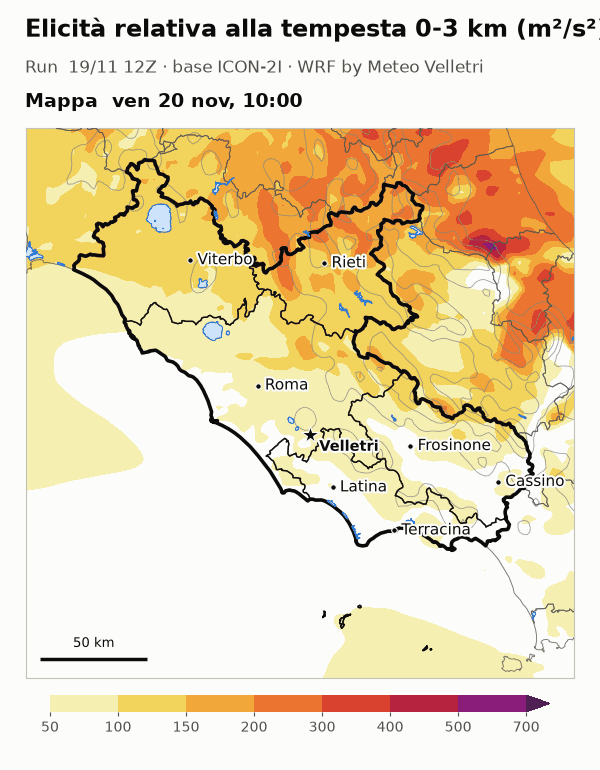 Elicità relativa alla tempesta 0-3 km (m²/s²)
Run  19/11 12Z · base ICON-2I · WRF by Meteo Velletri
Mappa  ven 20 nov, 10:00
Viterbo
Rieti
Roma
Velletri
Frosinone
Latina
Cassino
Terracina
50 km
50 100 150 200 300 400 500 700